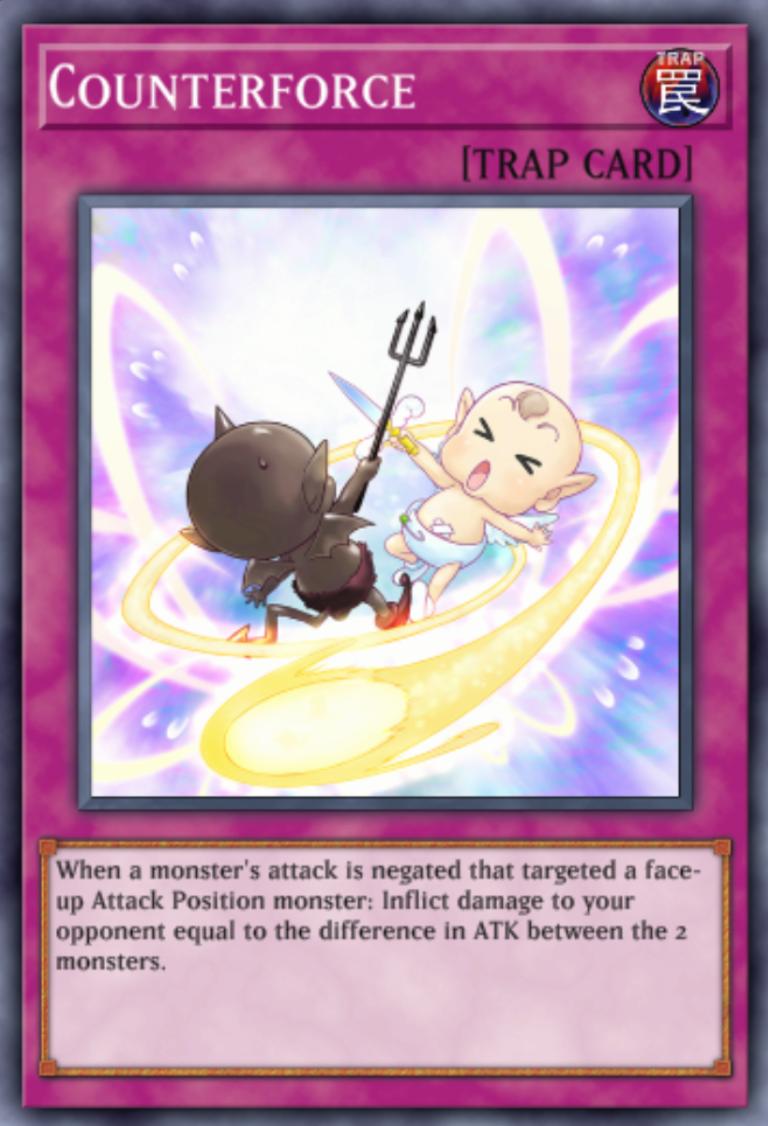 COUNTERFORCE
TRAP
罠
[TRAP CARD]
When a monster's attack is negated that targeted a face-
up Attack Position monster: Inflict damage to your
opponent equal to the difference in ATK between the 2
monsters.